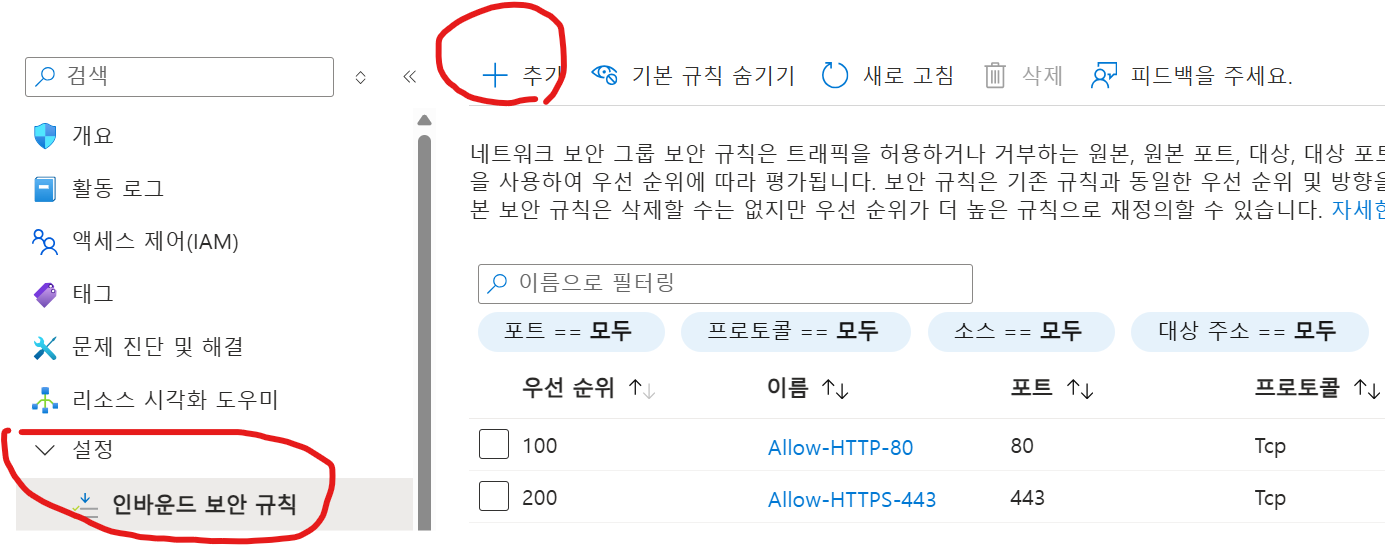 검색
추가
기본 규칙 숨기기
새로 고침
삭제
피드백을 주세요.
개요
활동 로그
액세스 제어(IAM)
태그
문제 진단 및 해결
리소스 시각화 도우미
설정
인바운드 보안 규칙
네트워크 보안 그룹 보안 규칙은 트래픽을 허용하거나 거부하는 원본, 원본 포트, 대상, 대상 포트
을 사용하여 우선 순위에 따라 평가됩니다. 보안 규칙은 기존 규칙과 동일한 우선 순위 및 방향을
본 보안 규칙은 삭제할 수는 없지만 우선 순위가 더 높은 규칙으로 재정의할 수 있습니다. 자세한
이름으로 필터링
포트 == 모두
프로토콜 == 모두
소스 == 모두
대상 주소 == 모두
우선 순위 이름 포트 프로토콜
100 Allow-HTTP-80 80 Tcp
200 Allow-HTTPS-443 443 Tcp